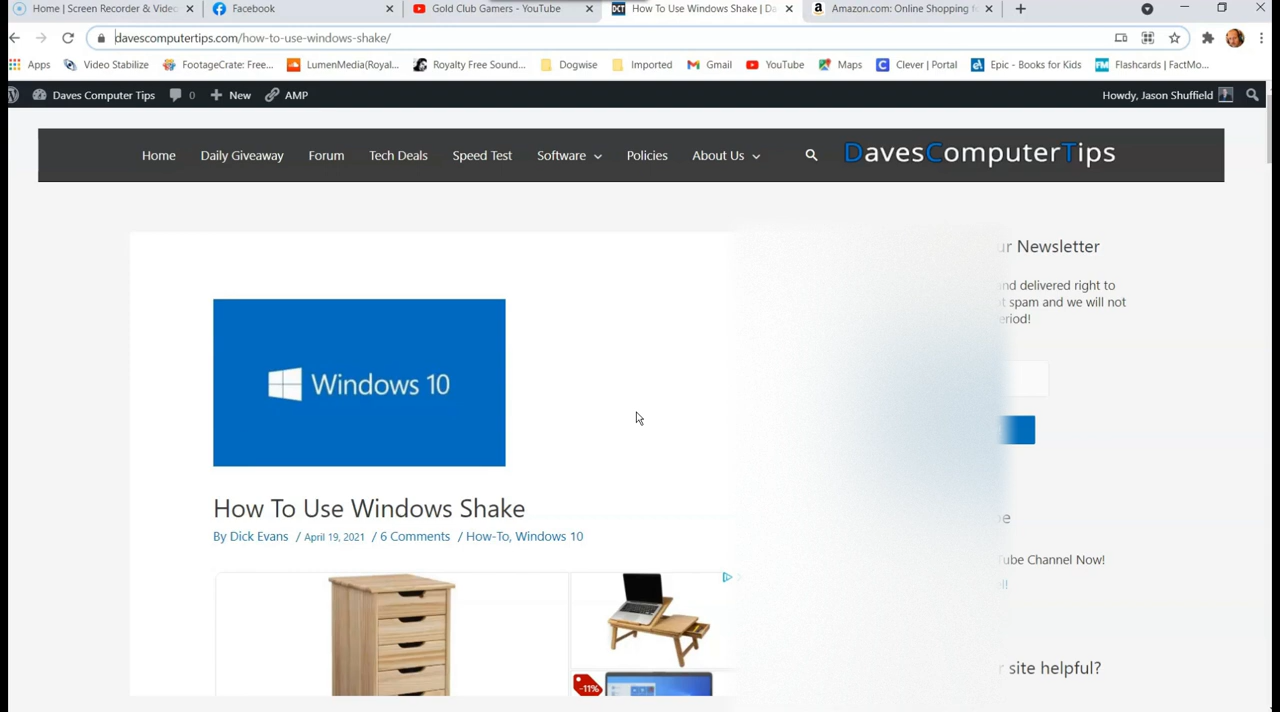 Home | Screen Recorder & Video
Facebook
Gold Club Gamers - YouTube
How To Use Windows Shake | Da
Amazon.com: Online Shopping f
davescomputertips.com/how-to-use-windows-shake/
Apps
Video Stabilize
FootageCrate: Free...
LumenMedia(Royal...
Royalty Free Sound...
Dogwise
Imported
Gmail
YouTube
Maps
Clever | Portal
Epic - Books for Kids
Flashcards | FactMo...
Daves Computer Tips
0
New
AMP
Howdy, Jason Shuffield
Home
Daily Giveaway
Forum
Tech Deals
Speed Test
Software
Policies
About Us
DavesComputerTips
Windows 10
How To Use Windows Shake
By Dick Evans / April 19, 2021 / 6 Comments / How-To, Windows 10
-11%
ur Newsletter
nd delivered right to
t spam and we will not
eriod!
Tube Channel Now!
site helpful?